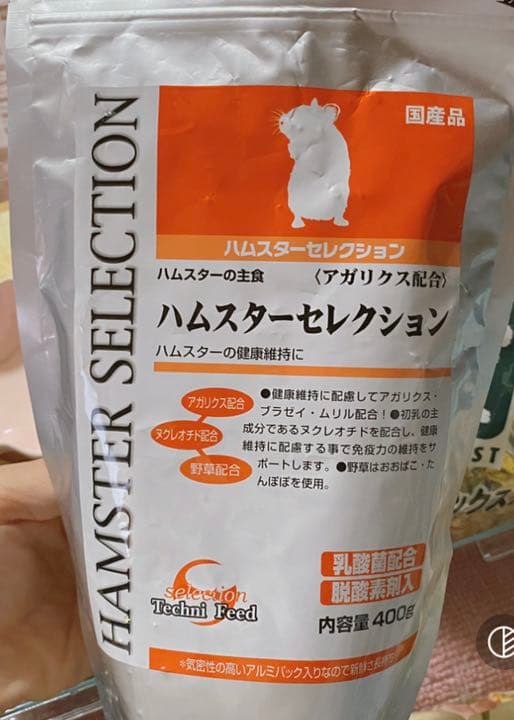 HAMSTER SELECTION
国産品
ハムスターセレクション
ハムスターの主食 〈アガリクス配合〉
ハムスターセレクション
ハムスターの健康維持に
アガリクス配合
ヌクレオチド配合
野草配合
●健康維持に配慮してアガリクス・
ブラゼイ・ムリル配合！●初乳の主
成分であるヌクレオチドを配合し、健康
維持に配慮する事で免疫力の維持をサ
ポートします。●野草はおおばこ・た
んぽぽを使用。
selection
Techni Feed
乳酸菌配合
脱酸素剤入
内容量 400g
*気密性の高いアルミパック入りなので新鮮さ
ST
ックス